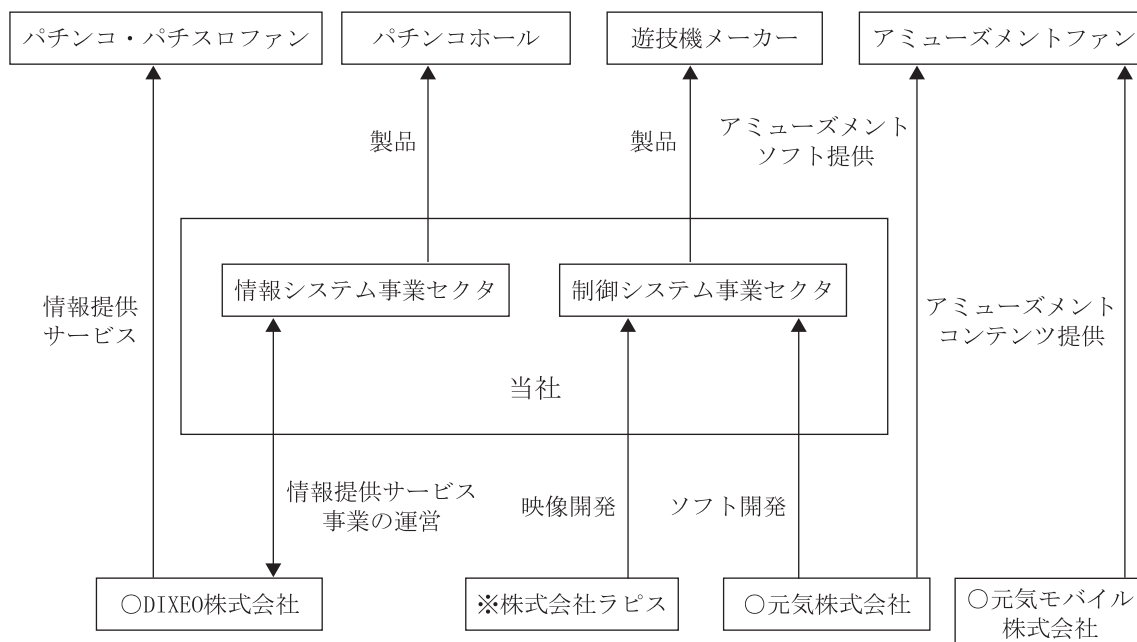 パチンコ・パチスロファン
パチンコホール
遊技機メーカー
アミューズメントファン
製品
製品
アミューズメント
ソフト提供
情報システム事業セクタ
制御システム事業セクタ
情報提供
サービス
アミューズメント
コンテンツ提供
当社
情報提供サービス
事業の運営
映像開発
ソフト開発
○DIXEO株式会社
※株式会社ラピス
○元気株式会社
○元気モバイル
株式会社